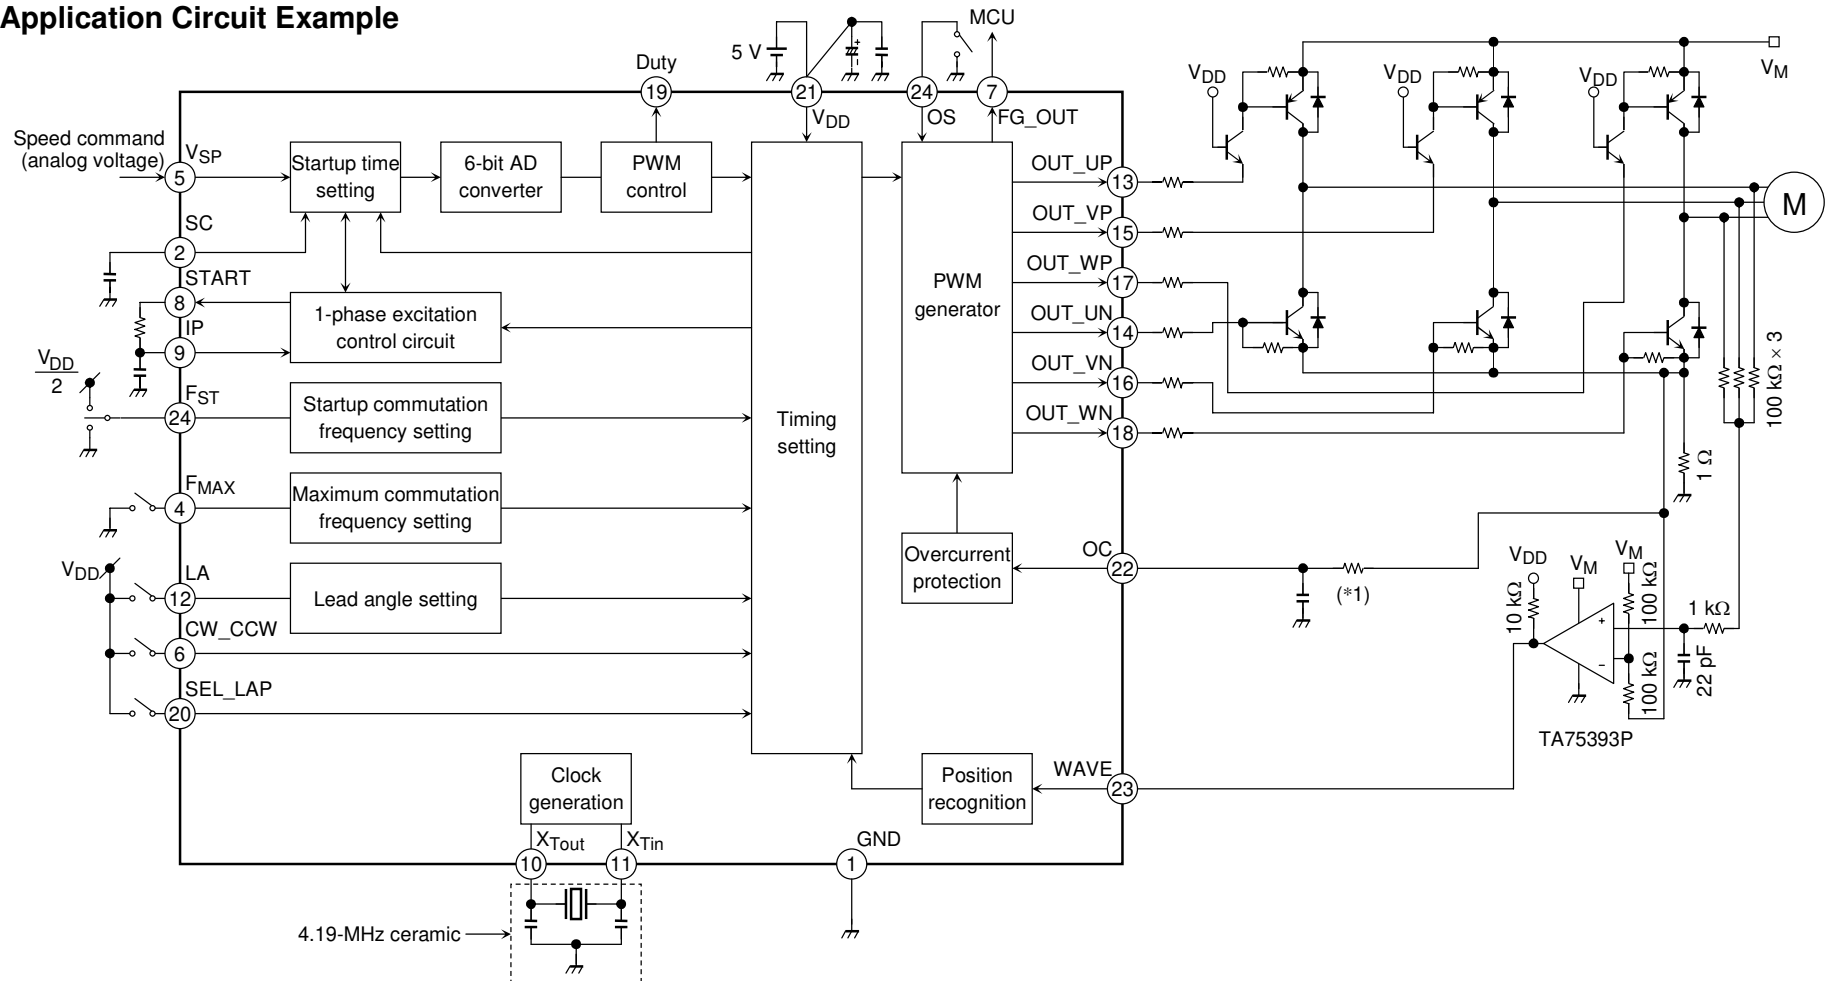 Application Circuit Example
MCU
5 V
Duty
19
21
24
7
VDD
OS
FG_OUT
VDD
VDD
VDD
VM
Speed command
(analog voltage)
VSP
5
Startup time
setting
6-bit AD
converter
PWM
control
SC
2
START
8
IP
9
1-phase excitation
control circuit
VDD
2
FST
24
Startup commutation
frequency setting
FMAX
4
Maximum commutation
frequency setting
VDD
LA
12
Lead angle setting
CW_CCW
6
SEL_LAP
20
Timing
setting
PWM
generator
OUT_UP
13
OUT_VP
15
OUT_WP
17
OUT_UN
14
OUT_VN
16
OUT_WN
18
M
100 kΩ × 3
1 Ω
Overcurrent
protection
OC
22
(*1)
VDD
VM
VM
10 kΩ
100 kΩ
100 kΩ
1 kΩ
22 pF
+
−
TA75393P
Position
recognition
WAVE
23
Clock
generation
XTout
XTin
10
11
GND
1
4.19-MHz ceramic